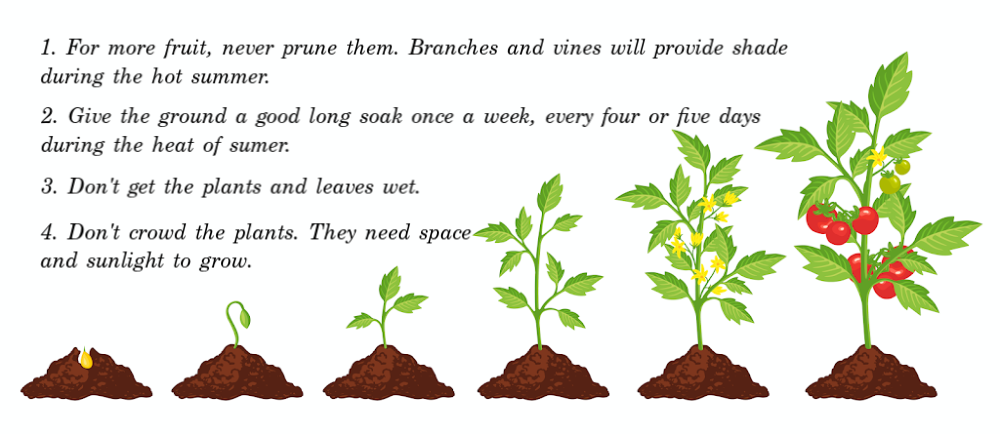 1. For more fruit, never prune them. Branches and vines will provide shade
during the hot summer.
2. Give the ground a good long soak once a week, every four or five days
during the heat of sumer.
3. Don't get the plants and leaves wet.
4. Don't crowd the plants. They need space
and sunlight to grow.